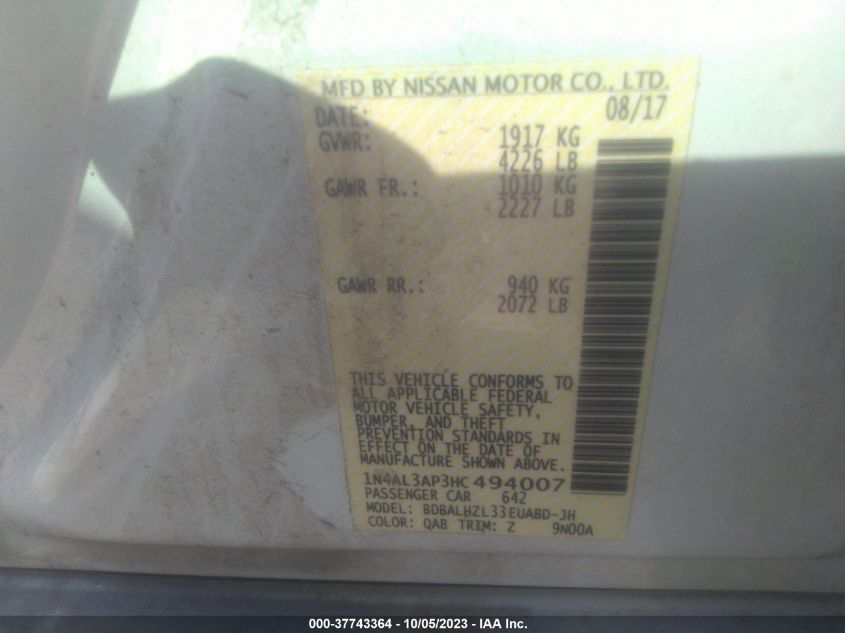 MFD BY NISSAN MOTOR CO., LTD.
DATE: 08/17
GVWR: 1917 KG
4226 LB
GAWR FR.: 1010 KG
2227 LB
GAWR RR.: 940 KG
2072 LB
THIS VEHICLE CONFORMS TO
ALL APPLICABLE FEDERAL
MOTOR VEHICLE SAFETY,
BUMPER, AND THEFT
PREVENTION STANDARDS IN
EFFECT ON THE DATE OF
MANUFACTURE SHOWN ABOVE.
1N4AL3AP3HC494007
PASSENGER CAR 642
MODEL: BDBALHZL33EUABD-JH
COLOR: QAB TRIM: Z 9N00A
000-37743364 - 10/05/2023 - IAA Inc.